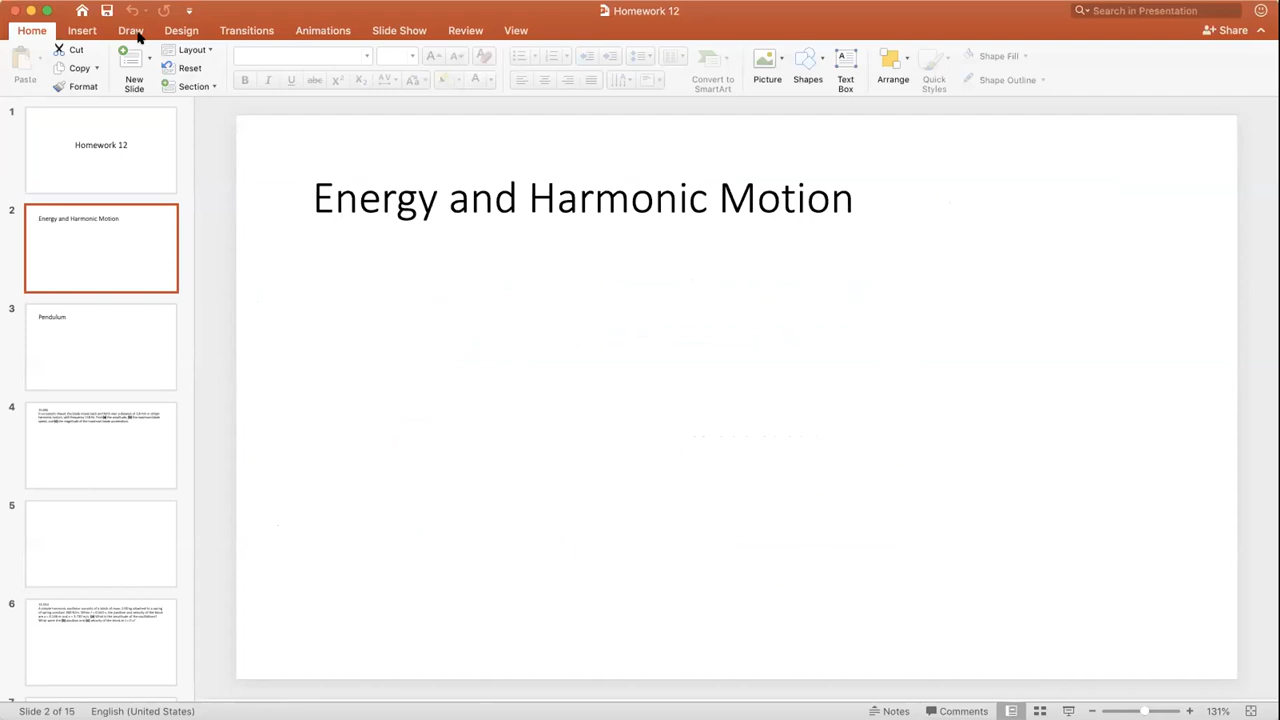 Homework 12
Search in Presentation
Home Insert Draw Design Transitions Animations Slide Show Review View Share
Paste Cut Copy Format
New Slide
Layout Reset Section
Convert to SmartArt
Picture Shapes Text Box
Arrange Quick Styles
Shape Fill
Shape Outline
1
Homework 12
2
Energy and Harmonic Motion
3
Pendulum
4
5
6
Energy and Harmonic Motion
Slide 2 of 15 English (United States) Notes Comments 131%